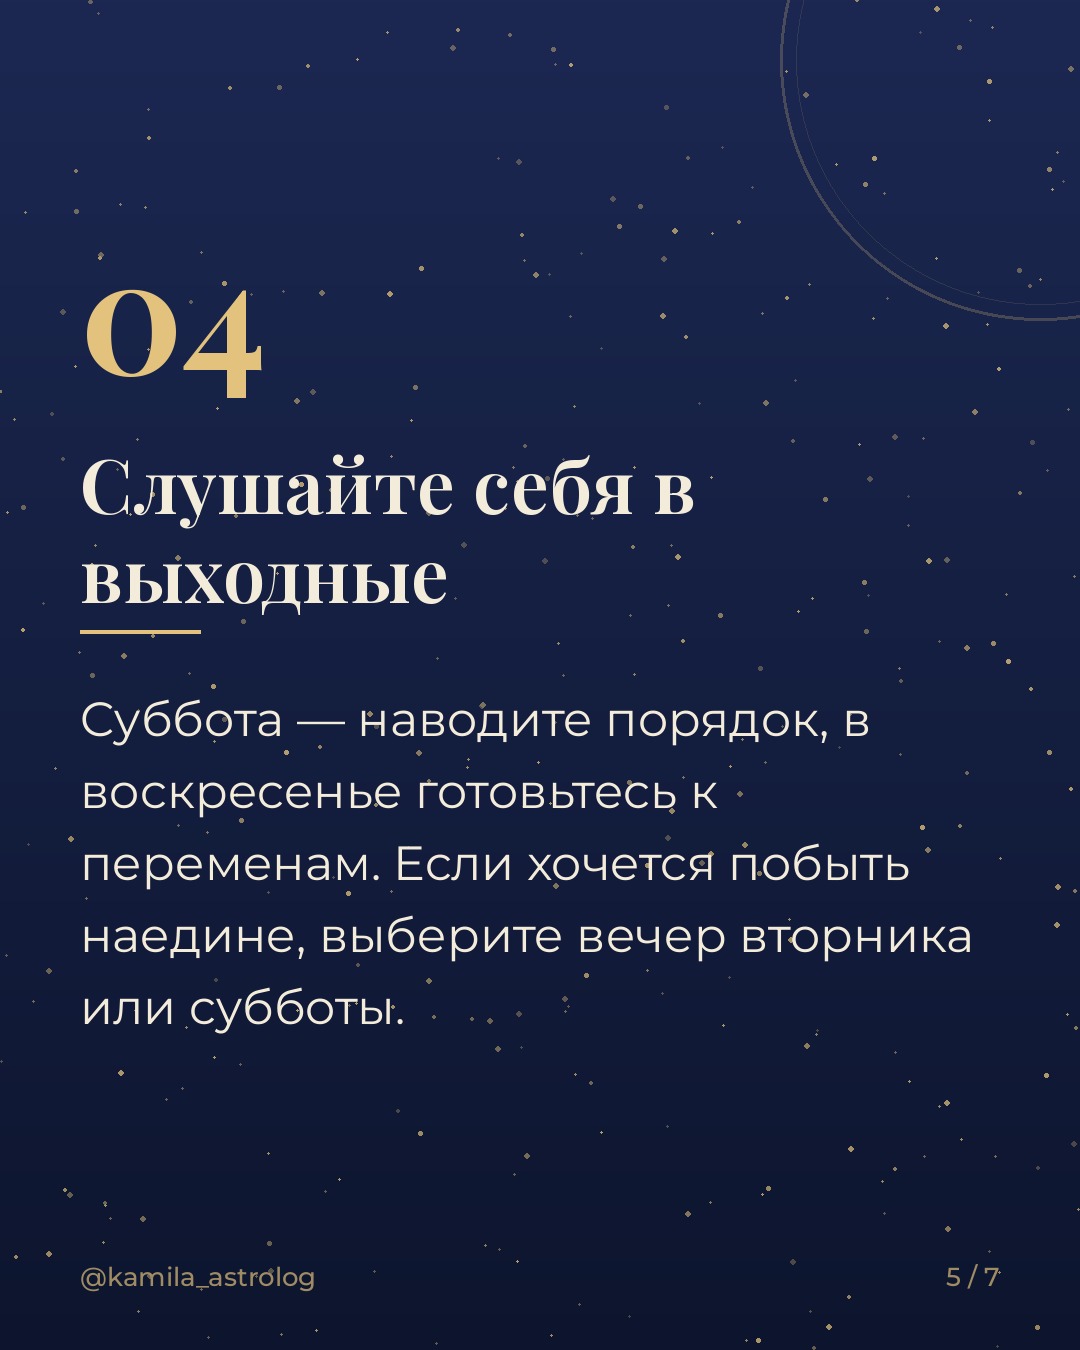 04
Слушайте себя в
выходные
Суббота — наводите порядок, в
воскресенье готовьтесь к
переменам. Если хочется побыть
наедине, выберите вечер вторника
или субботы.
@kamila_astrolog
5 / 7